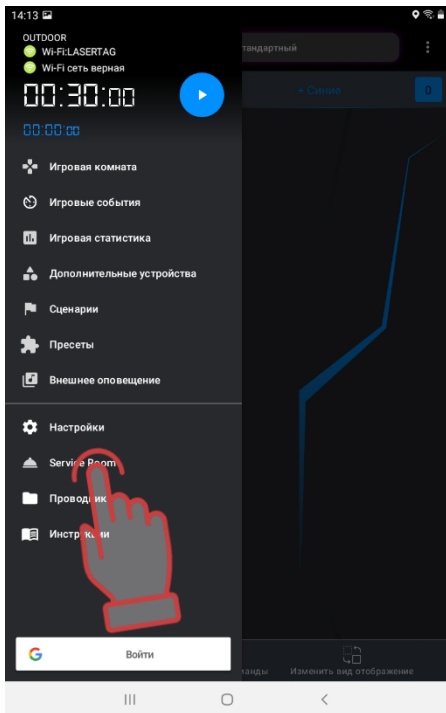 14:13
OUTDOOR
Wi-Fi:LASERTAG
Wi-Fi сеть верная
00:30:00
00:00:00
тандартный
+ Синие
0
Игровая комната
Игровые события
Игровая статистика
Дополнительные устройства
Сценарии
Пресеты
Внешнее оповещение
Настройки
Service Room
Проводник
Инструкции
Войти
манды
Изменить вид отображение